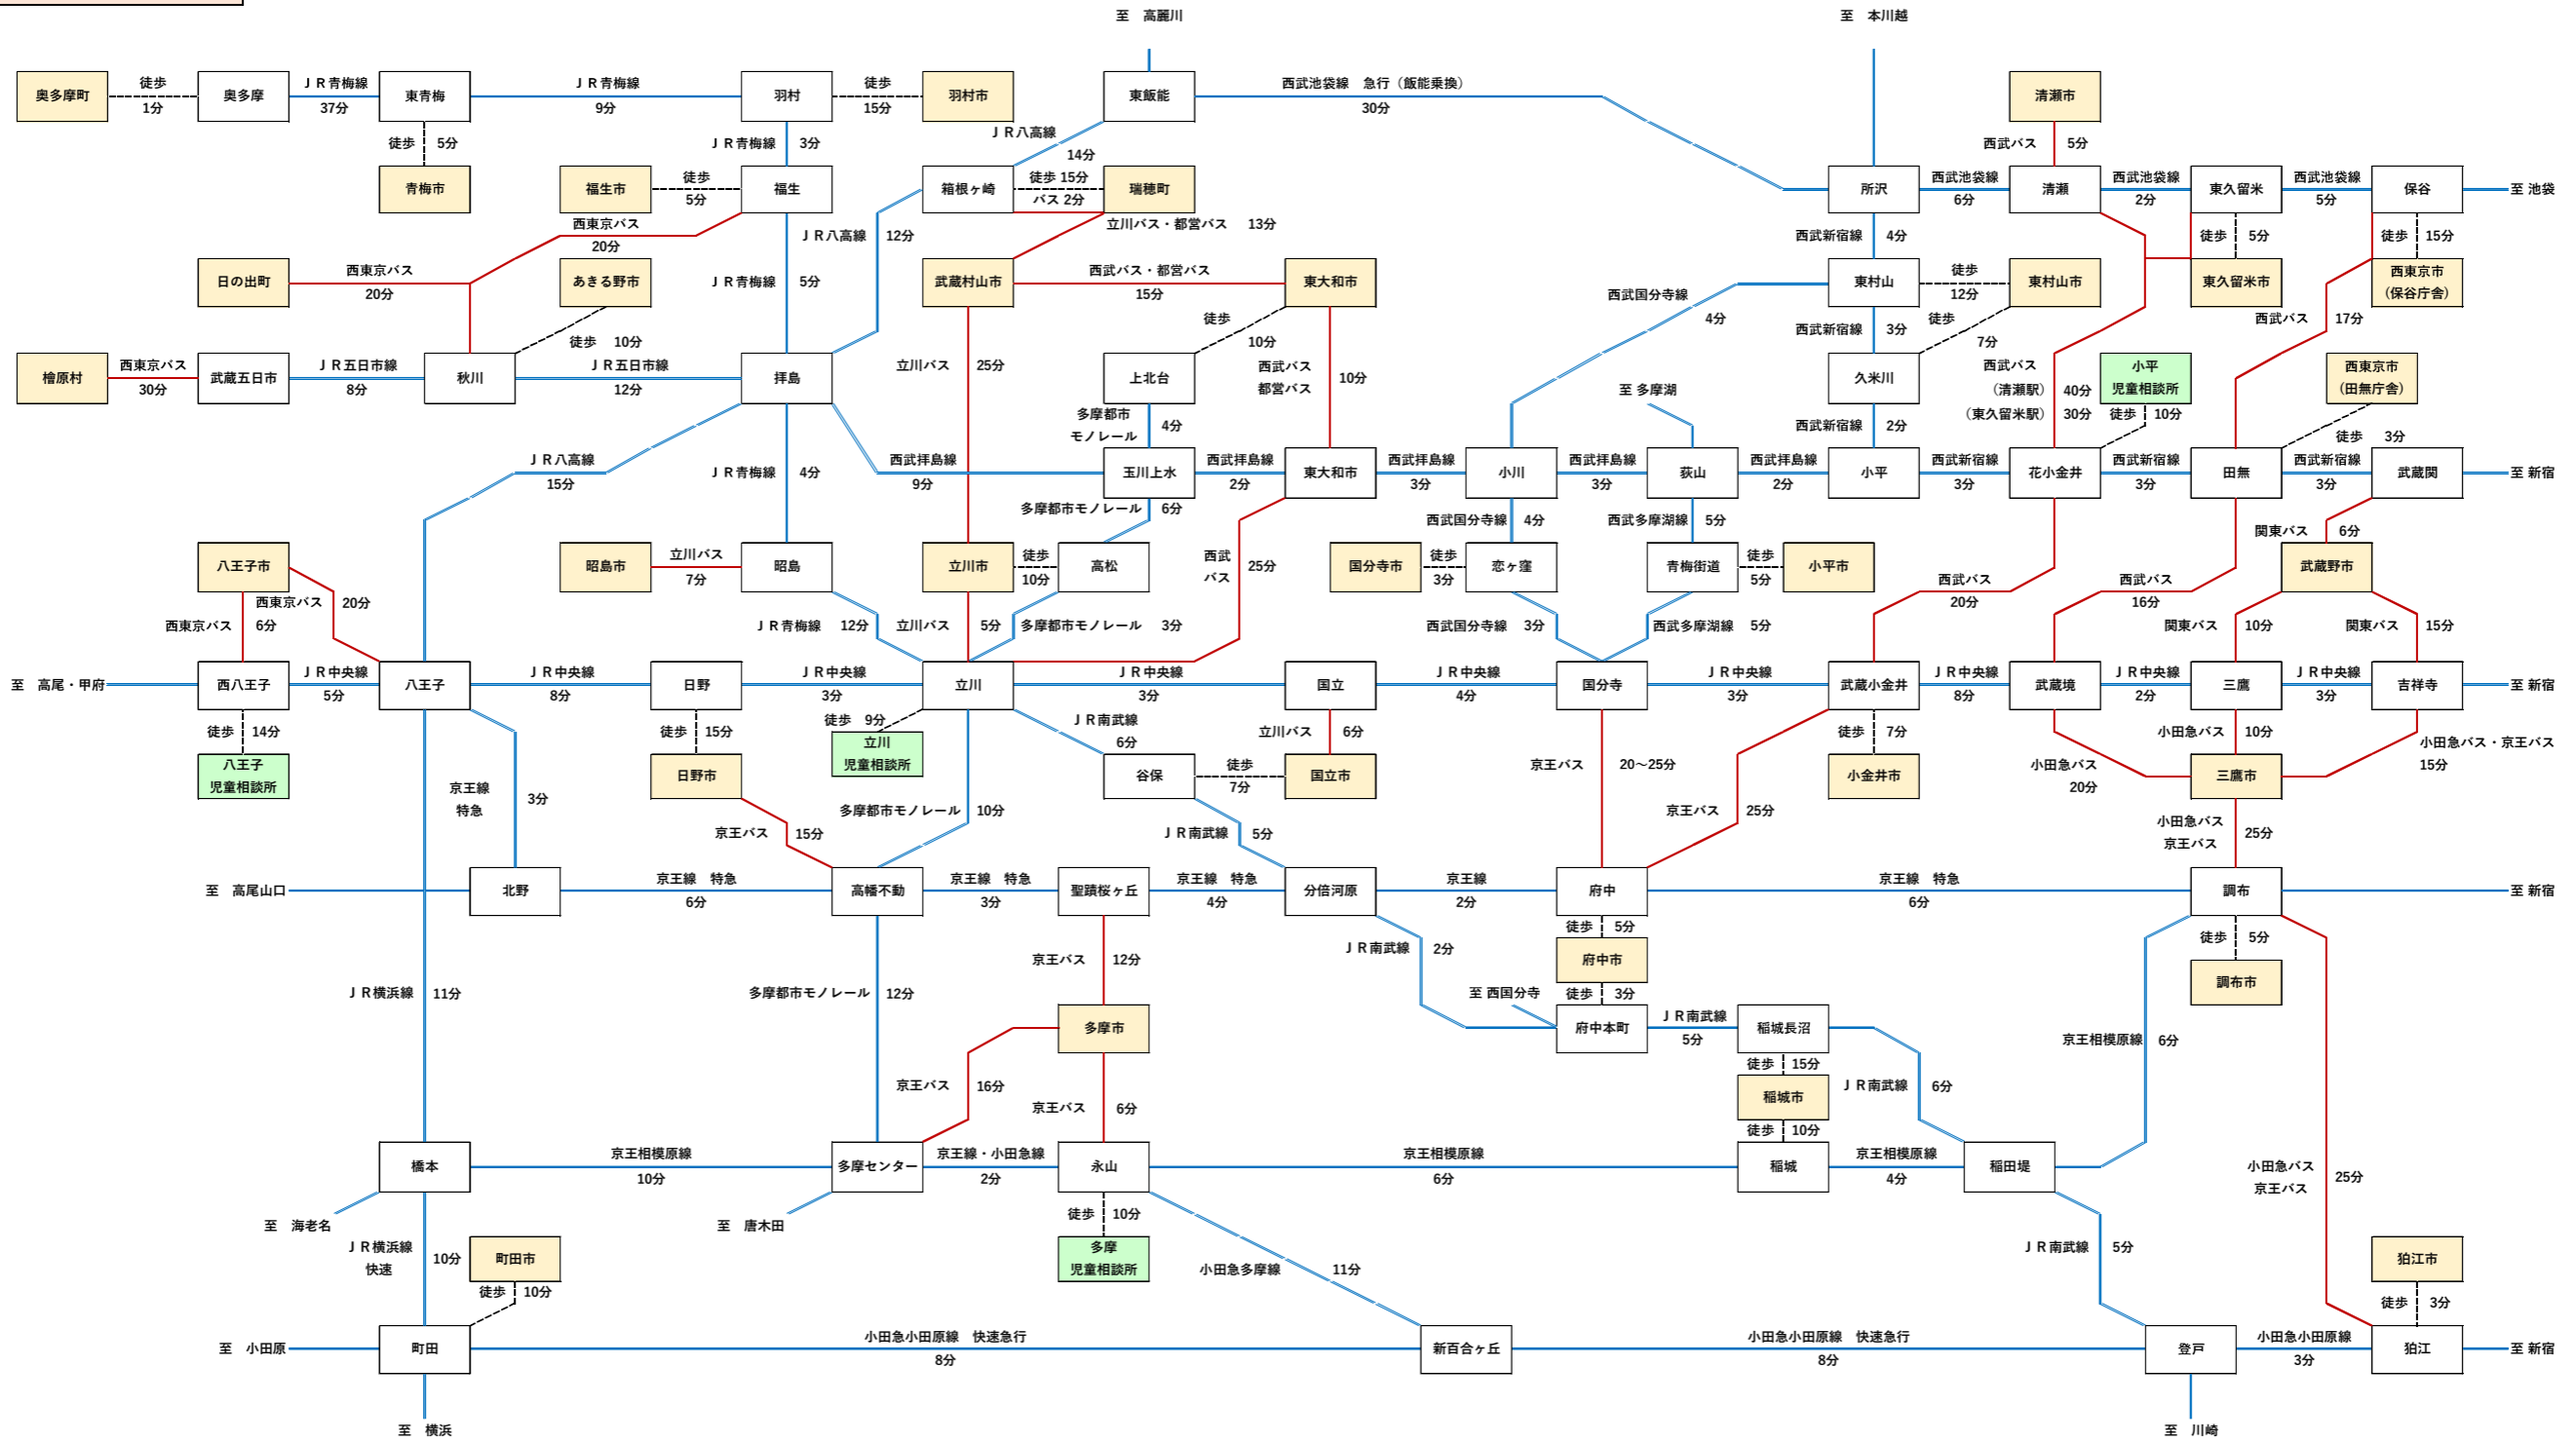 至　高麗川
至　本川越
奥多摩町
徒歩
1分
奥多摩
ＪＲ青梅線
37分
東青梅
ＪＲ青梅線
9分
羽村
徒歩
15分
羽村市
東飯能
西武池袋線　急行（飯能乗換）
30分
清瀬市
徒歩
5分
ＪＲ青梅線
3分
ＪＲ八高線
14分
西武バス
5分
青梅市
福生市
徒歩
5分
福生
箱根ヶ崎
徒歩 15分
バス 2分
瑞穂町
所沢
西武池袋線
6分
清瀬
西武池袋線
2分
東久留米
西武池袋線
5分
保谷
至 池袋
西東京バス
20分
ＪＲ八高線
12分
立川バス・都営バス
13分
西武新宿線
4分
徒歩
5分
徒歩
15分
日の出町
西東京バス
20分
あきる野市
ＪＲ青梅線
5分
武蔵村山市
西武バス・都営バス
15分
東大和市
西武国分寺線
4分
東村山
徒歩
12分
東村山市
東久留米市
西東京市
（保谷庁舎）
徒歩
10分
徒歩
10分
西武新宿線
3分
徒歩
7分
西武バス
17分
檜原村
西東京バス
30分
武蔵五日市
ＪＲ五日市線
8分
秋川
ＪＲ五日市線
12分
拝島
立川バス
25分
上北台
西武バス
都営バス
10分
至 多摩湖
久米川
西武バス
（清瀬駅）
40分
（東久留米駅）
30分
小平
児童相談所
徒歩
10分
西東京市
（田無庁舎）
多摩都市
モノレール
4分
西武新宿線
2分
徒歩
3分
ＪＲ八高線
15分
ＪＲ青梅線
4分
西武拝島線
9分
玉川上水
西武拝島線
2分
東大和市
西武拝島線
3分
小川
西武拝島線
3分
萩山
西武拝島線
2分
小平
西武新宿線
3分
花小金井
西武新宿線
3分
田無
西武新宿線
3分
武蔵関
至 新宿
多摩都市モノレール
6分
西武国分寺線
4分
西武多摩湖線
5分
関東バス
6分
八王子市
昭島市
立川バス
7分
昭島
立川市
徒歩
10分
高松
西武
バス
25分
国分寺市
徒歩
3分
恋ヶ窪
青梅街道
徒歩
5分
小平市
西武バス
20分
西武バス
16分
武蔵野市
西東京バス
20分
西東京バス
6分
ＪＲ青梅線
12分
立川バス
5分
多摩都市モノレール
3分
西武国分寺線
3分
西武多摩湖線
5分
関東バス
10分
関東バス
15分
至　高尾・甲府
西八王子
ＪＲ中央線
5分
八王子
ＪＲ中央線
8分
日野
ＪＲ中央線
3分
立川
ＪＲ中央線
3分
国立
ＪＲ中央線
4分
国分寺
ＪＲ中央線
3分
武蔵小金井
ＪＲ中央線
8分
武蔵境
ＪＲ中央線
2分
三鷹
ＪＲ中央線
3分
吉祥寺
至 新宿
徒歩
14分
徒歩
15分
徒歩
9分
ＪＲ南武線
6分
立川バス
6分
徒歩
7分
小田急バス
10分
小田急バス・京王バス
15分
八王子
児童相談所
京王線
特急
3分
日野市
立川
児童相談所
谷保
徒歩
7分
国立市
京王バス
20～25分
小金井市
小田急バス
20分
三鷹市
京王バス
15分
多摩都市モノレール
10分
ＪＲ南武線
5分
京王バス
25分
小田急バス
京王バス
25分
至　高尾山口
北野
京王線　特急
6分
高幡不動
京王線　特急
3分
聖蹟桜ヶ丘
京王線　特急
4分
分倍河原
京王線
2分
府中
京王線　特急
6分
調布
至 新宿
徒歩
5分
ＪＲ南武線
2分
徒歩
5分
京王バス
12分
府中市
調布市
ＪＲ横浜線
11分
多摩都市モノレール
12分
至 西国分寺
徒歩
3分
多摩市
府中本町
ＪＲ南武線
5分
稲城長沼
京王相模原線
6分
京王バス
16分
徒歩
15分
ＪＲ南武線
6分
京王バス
6分
稲城市
徒歩
10分
橋本
京王相模原線
10分
多摩センター
京王線・小田急線
2分
永山
京王相模原線
6分
稲城
京王相模原線
4分
稲田堤
小田急バス
京王バス
25分
至　海老名
至　唐木田
徒歩
10分
ＪＲ横浜線
快速
10分
町田市
多摩
児童相談所
小田急多摩線
11分
ＪＲ南武線
5分
狛江市
徒歩
10分
徒歩
3分
至　小田原
町田
小田急小田原線　快速急行
8分
新百合ヶ丘
小田急小田原線　快速急行
8分
登戸
小田急小田原線
3分
狛江
至 新宿
至　横浜
至　川崎